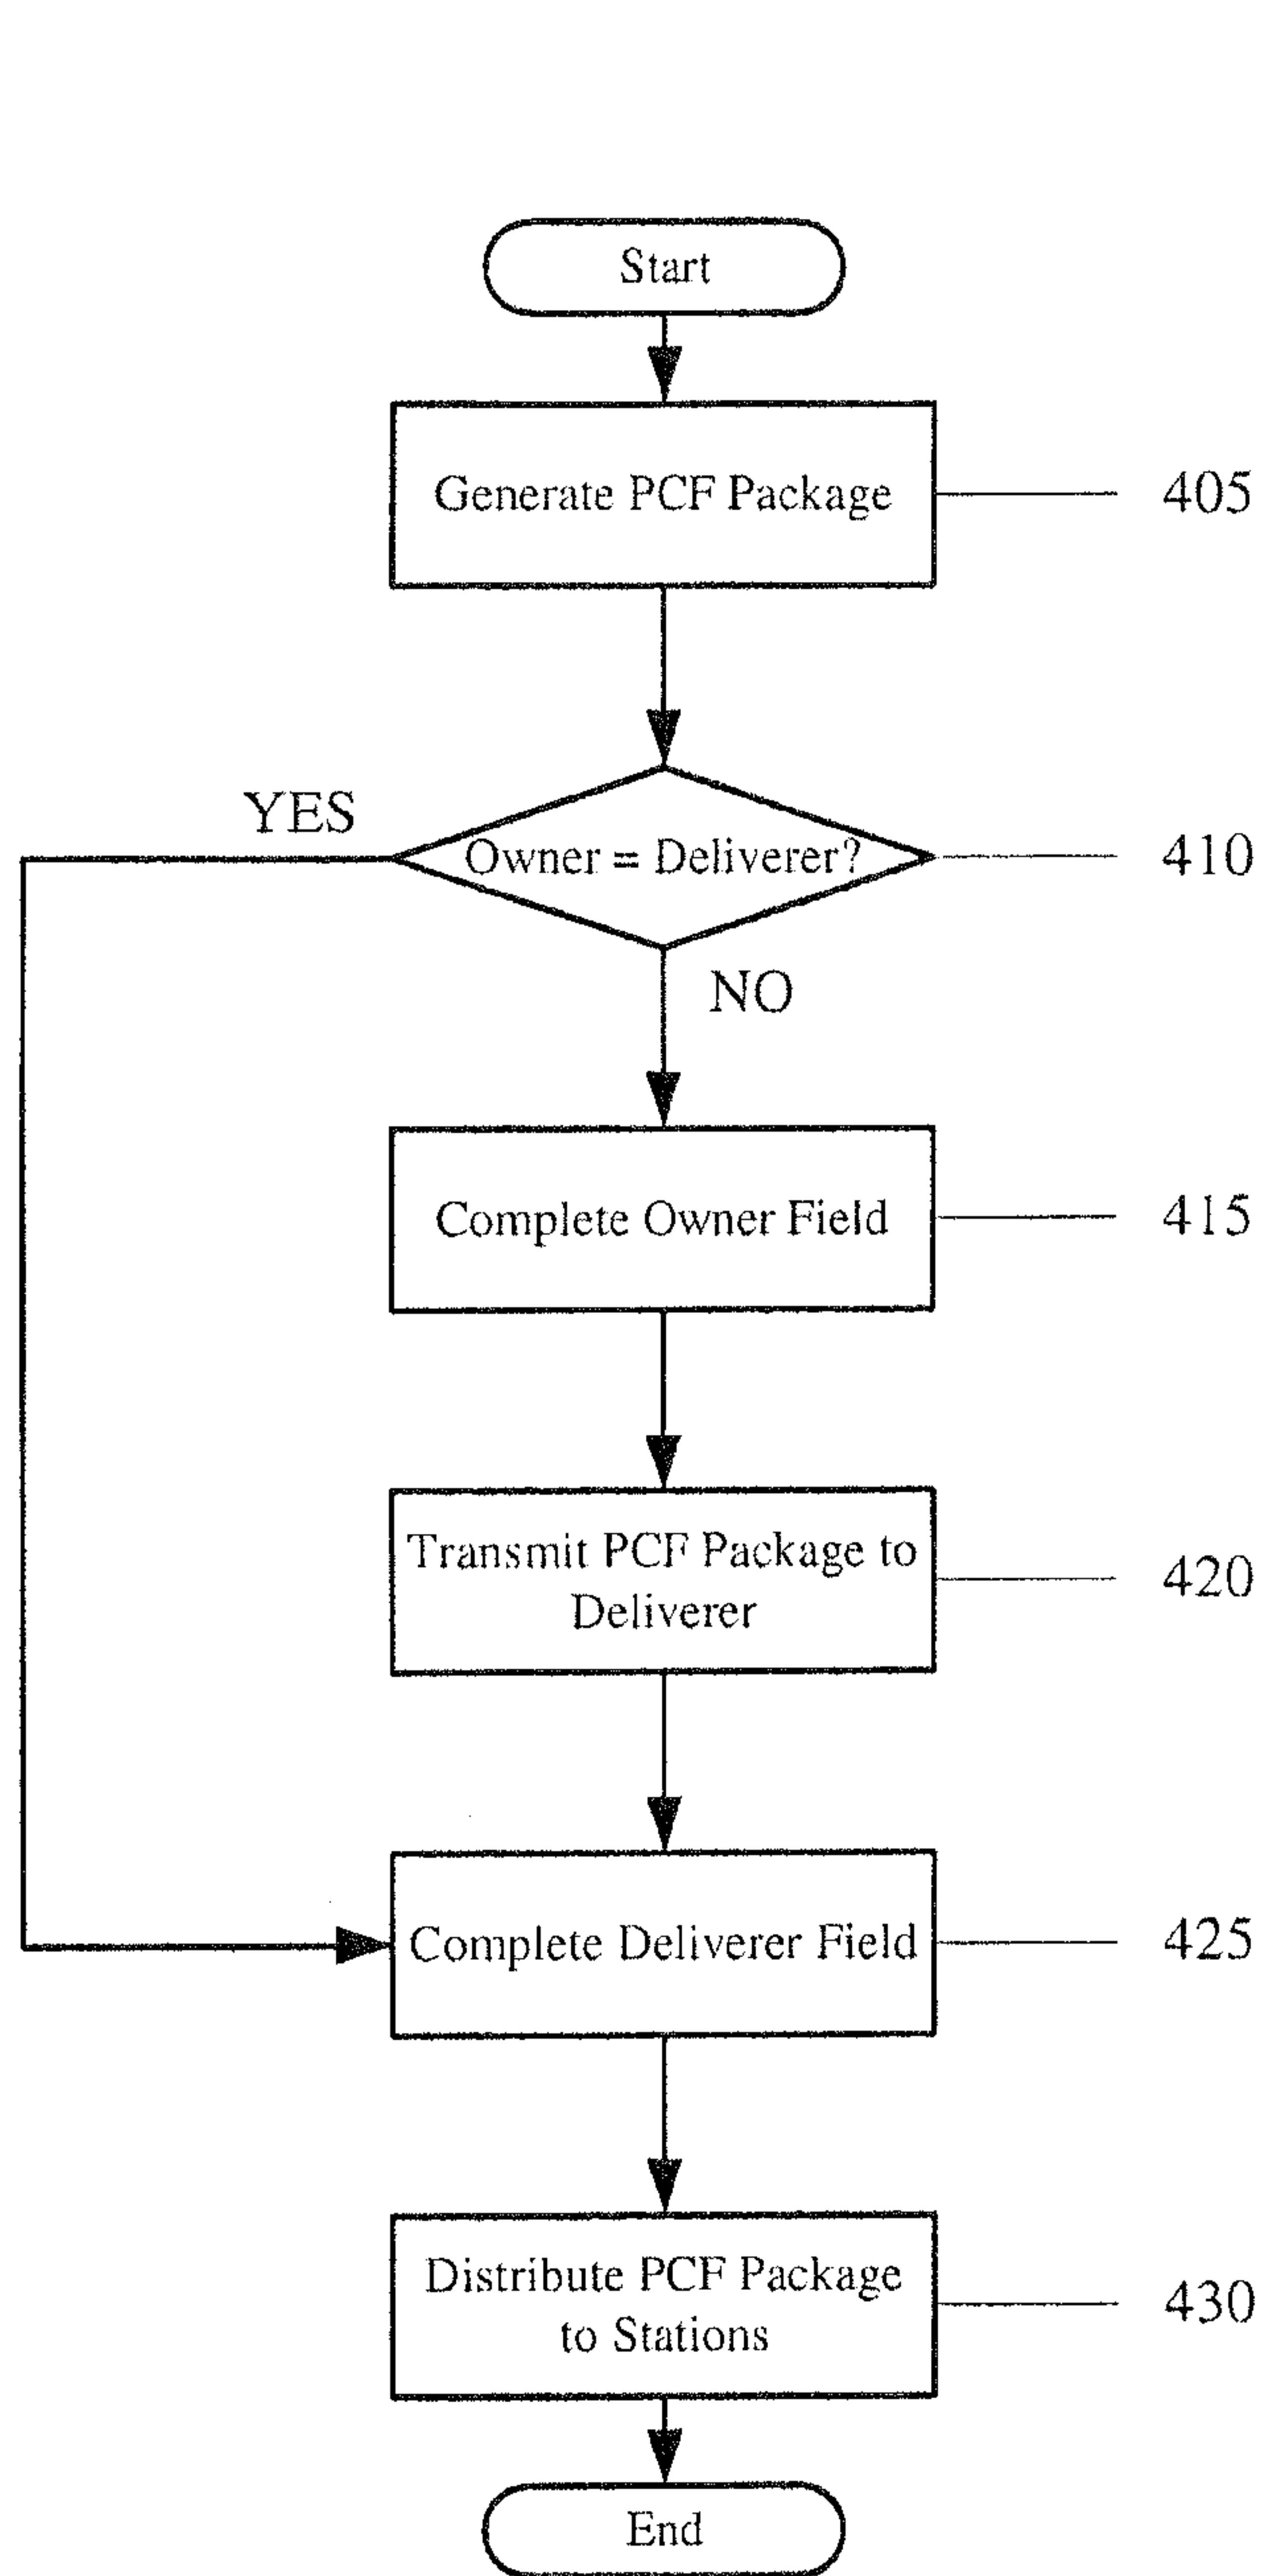 Start
Generate PCF Package
405
YES
Owner = Deliverer?
410
NO
Complete Owner Field
415
Transmit PCF Package to
Deliverer
420
Complete Deliverer Field
425
Distribute PCF Package
to Stations
430
End